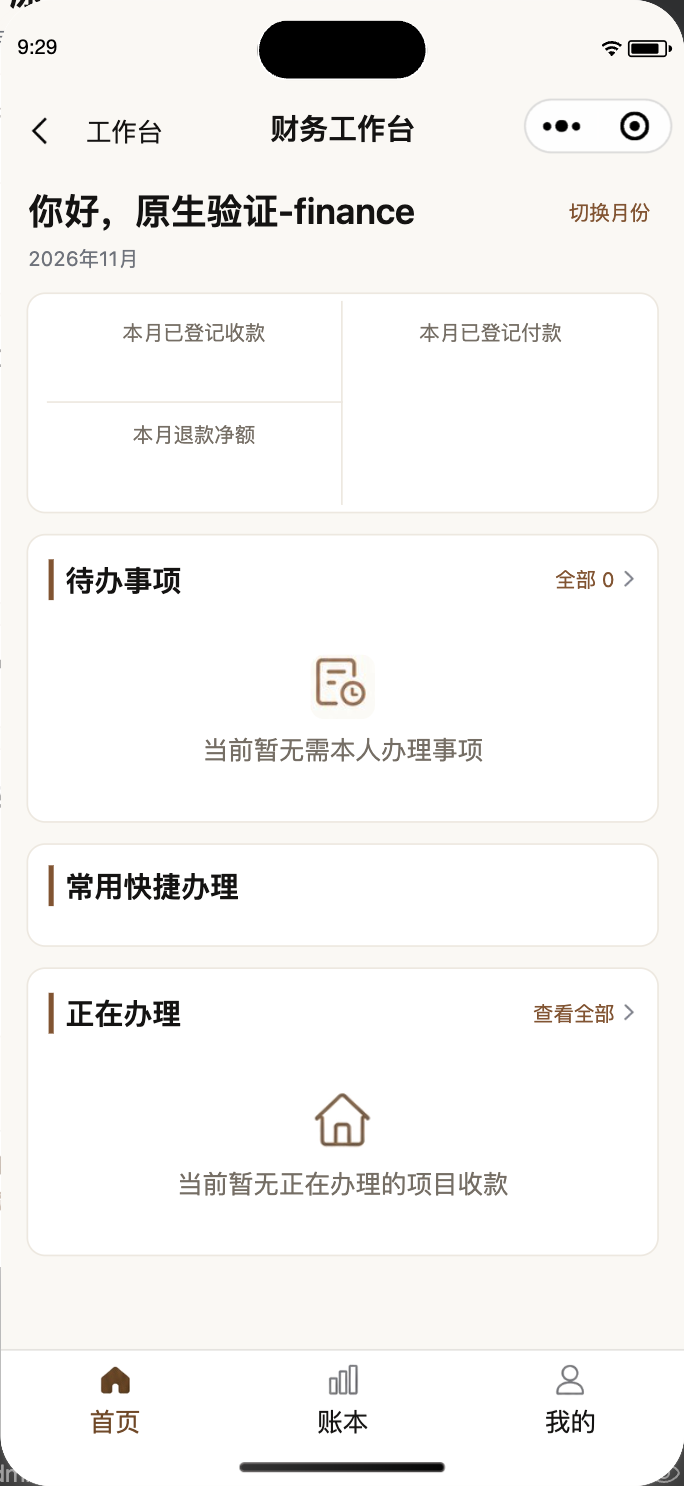 9:29
工作台
财务工作台
你好，原生验证-finance
切换月份
2026年11月
本月已登记收款
本月已登记付款
本月退款净额
待办事项
全部 0
当前暂无需本人办理事项
常用快捷办理
正在办理
查看全部
当前暂无正在办理的项目收款
首页
账本
我的